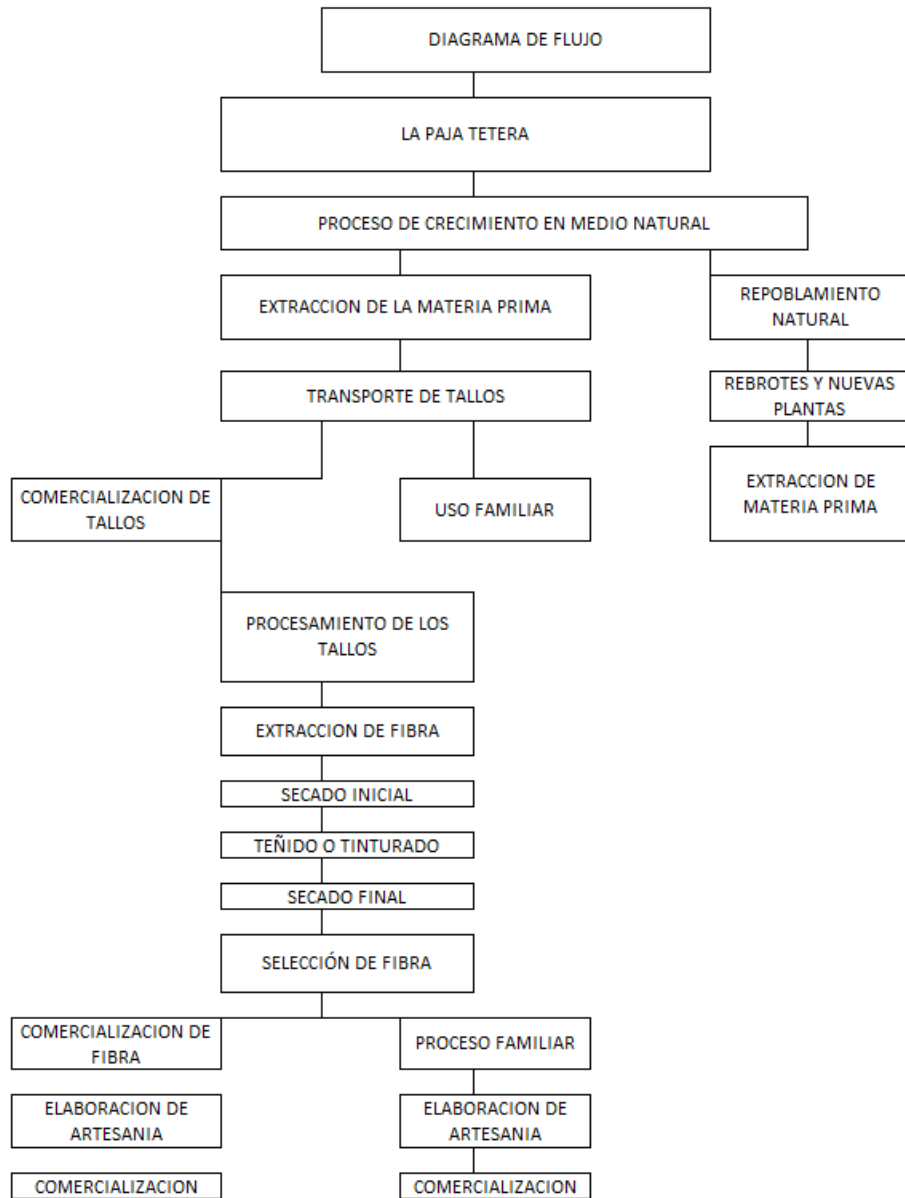 DIAGRAMA DE FLUJO
LA PAJA TETERA
PROCESO DE CRECIMIENTO EN MEDIO NATURAL
EXTRACCION DE LA MATERIA PRIMA
REPOBLAMIENTO
NATURAL
TRANSPORTE DE TALLOS
REBROTES Y NUEVAS
PLANTAS
COMERCIALIZACION DE
TALLOS
USO FAMILIAR
EXTRACCION DE
MATERIA PRIMA
PROCESAMIENTO DE LOS
TALLOS
EXTRACCION DE FIBRA
SECADO INICIAL
TEÑIDO O TINTURADO
SECADO FINAL
SELECCIÓN DE FIBRA
COMERCIALIZACION DE
FIBRA
PROCESO FAMILIAR
ELABORACION DE
ARTESANIA
ELABORACION DE
ARTESANIA
COMERCIALIZACION
COMERCIALIZACION